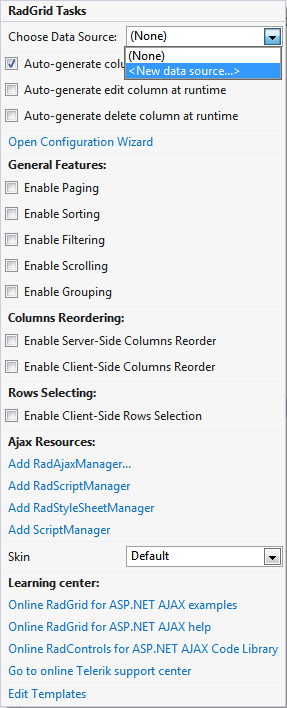 RadGrid Tasks
Choose Data Source: (None)
(None)
<New data source...>
Auto-generate colu
Auto-generate edit column at runtime
Auto-generate delete column at runtime
Open Configuration Wizard
General Features:
Enable Paging
Enable Sorting
Enable Filtering
Enable Scrolling
Enable Grouping
Columns Reordering:
Enable Server-Side Columns Reorder
Enable Client-Side Columns Reorder
Rows Selecting:
Enable Client-Side Rows Selection
Ajax Resources:
Add RadAjaxManager...
Add RadScriptManager
Add RadStyleSheetManager
Add ScriptManager
Skin Default
Learning center:
Online RadGrid for ASP.NET AJAX examples
Online RadGrid for ASP.NET AJAX help
Online RadControls for ASP.NET AJAX Code Library
Go to online Telerik support center
Edit Templates